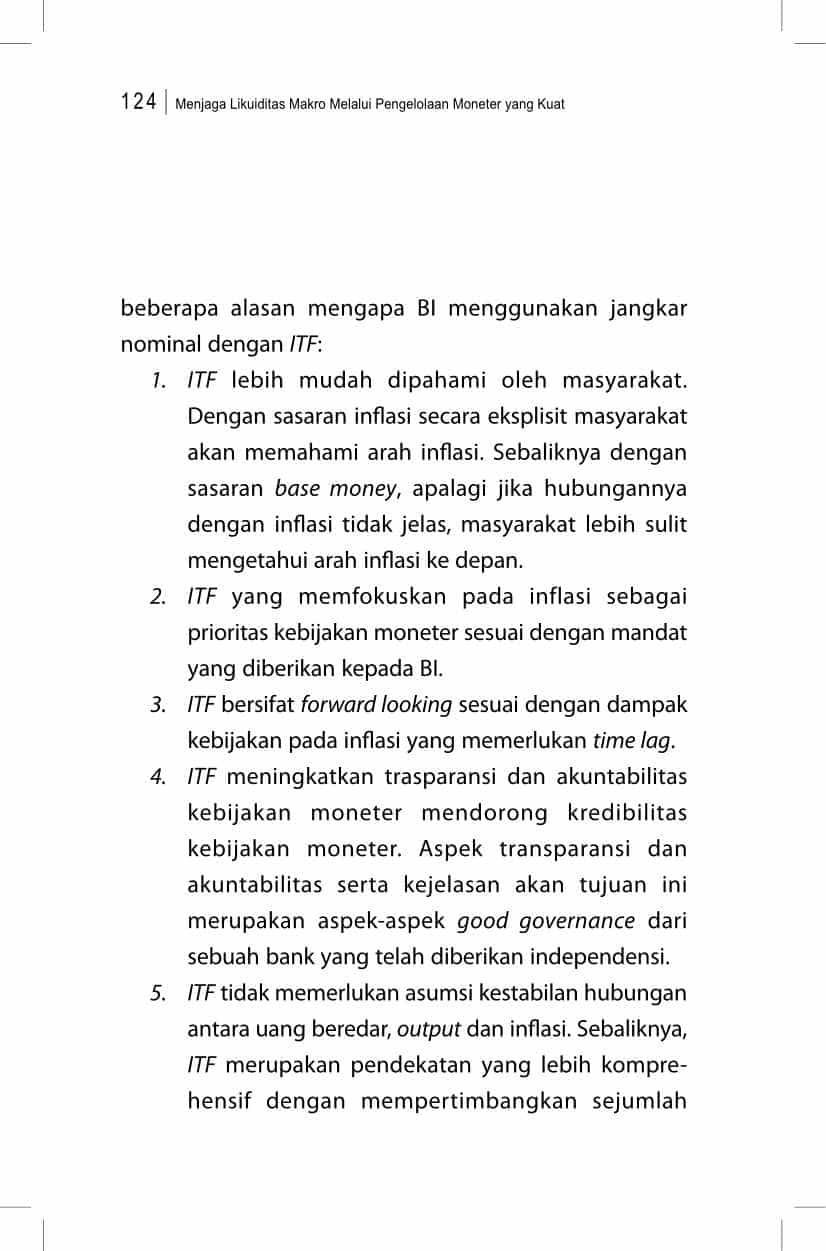 124 | Menjaga Likuiditas Makro Melalui Pengelolaan Moneter yang Kuat
beberapa alasan mengapa BI menggunakan jangkar
nominal dengan ITF:
1. ITF lebih mudah dipahami oleh masyarakat.
Dengan sasaran inflasi secara eksplisit masyarakat
akan memahami arah inflasi. Sebaliknya dengan
sasaran base money, apalagi jika hubungannya
dengan inflasi tidak jelas, masyarakat lebih sulit
mengetahui arah inflasi ke depan.
2. ITF yang memfokuskan pada inflasi sebagai
prioritas kebijakan moneter sesuai dengan mandat
yang diberikan kepada BI.
3. ITF bersifat forward looking sesuai dengan dampak
kebijakan pada inflasi yang memerlukan time lag.
4. ITF meningkatkan trasparansi dan akuntabilitas
kebijakan moneter mendorong kredibilitas
kebijakan moneter. Aspek transparansi dan
akuntabilitas serta kejelasan akan tujuan ini
merupakan aspek-aspek good governance dari
sebuah bank yang telah diberikan independensi.
5. ITF tidak memerlukan asumsi kestabilan hubungan
antara uang beredar, output dan inflasi. Sebaliknya,
ITF merupakan pendekatan yang lebih kompre-
hensif dengan mempertimbangkan sejumlah